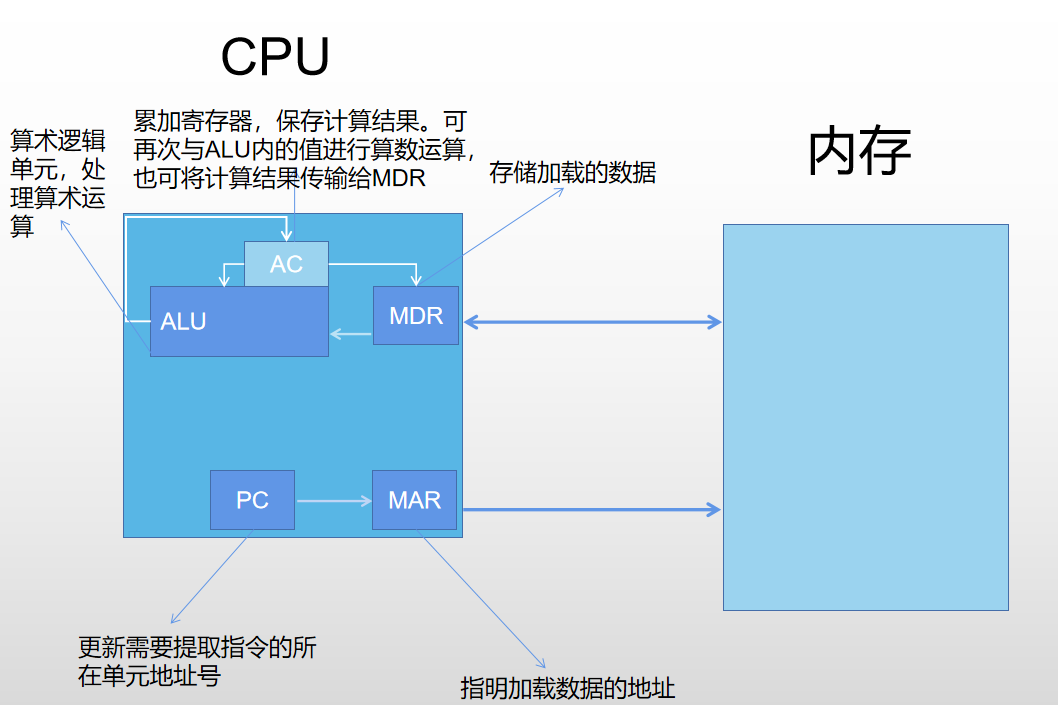 CPU
累加寄存器，保存计算结果。可
再次与ALU内的值进行算数运算，
也可将计算结果传输给MDR
算术逻辑
单元，处
理算术运
算
存储加载的数据
内存
AC
ALU
MDR
PC
MAR
更新需要提取指令的所
在单元地址号
指明加载数据的地址